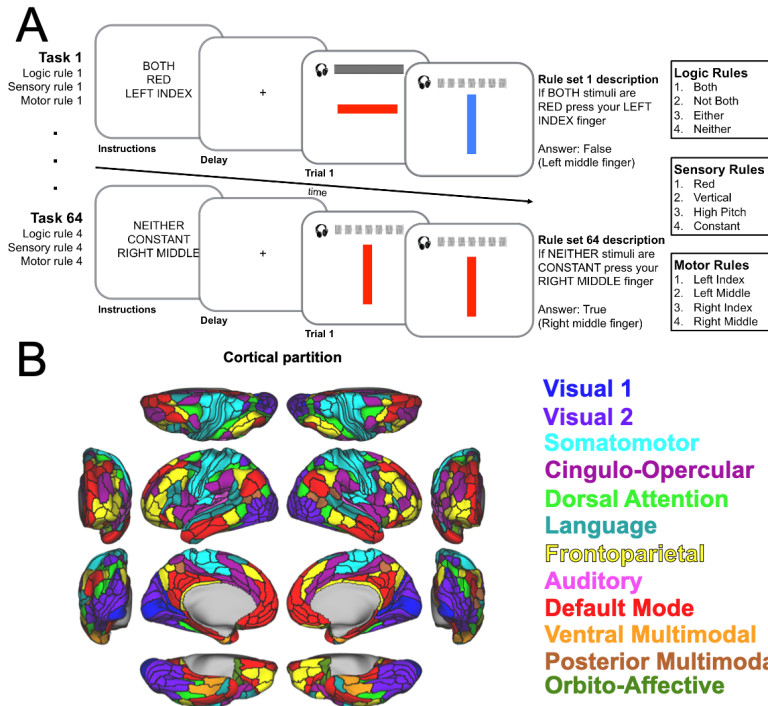 A
Task 1
Logic rule 1
Sensory rule 1
Motor rule 1
.
.
.
BOTH
RED
LEFT INDEX
Instructions
+
Delay
Trial 1
Rule set 1 description
If BOTH stimuli are
RED press your LEFT
INDEX finger
Answer: False
(Left middle finger)
time
Task 64
Logic rule 4
Sensory rule 4
Motor rule 4
NEITHER
CONSTANT
RIGHT MIDDLE
Instructions
+
Delay
Trial 1
Rule set 64 description
If NEITHER stimuli are
CONSTANT press your
RIGHT MIDDLE finger
Answer: True
(Right middle finger)
Logic Rules
1. Both
2. Not Both
3. Either
4. Neither
Sensory Rules
1. Red
2. Vertical
3. High Pitch
4. Constant
Motor Rules
1. Left Index
2. Left Middle
3. Right Index
4. Right Middle
B
Cortical partition
Visual 1
Visual 2
Somatomotor
Cingulo-Opercular
Dorsal Attention
Language
Frontoparietal
Auditory
Default Mode
Ventral Multimodal
Posterior Multimoda
Orbito-Affective